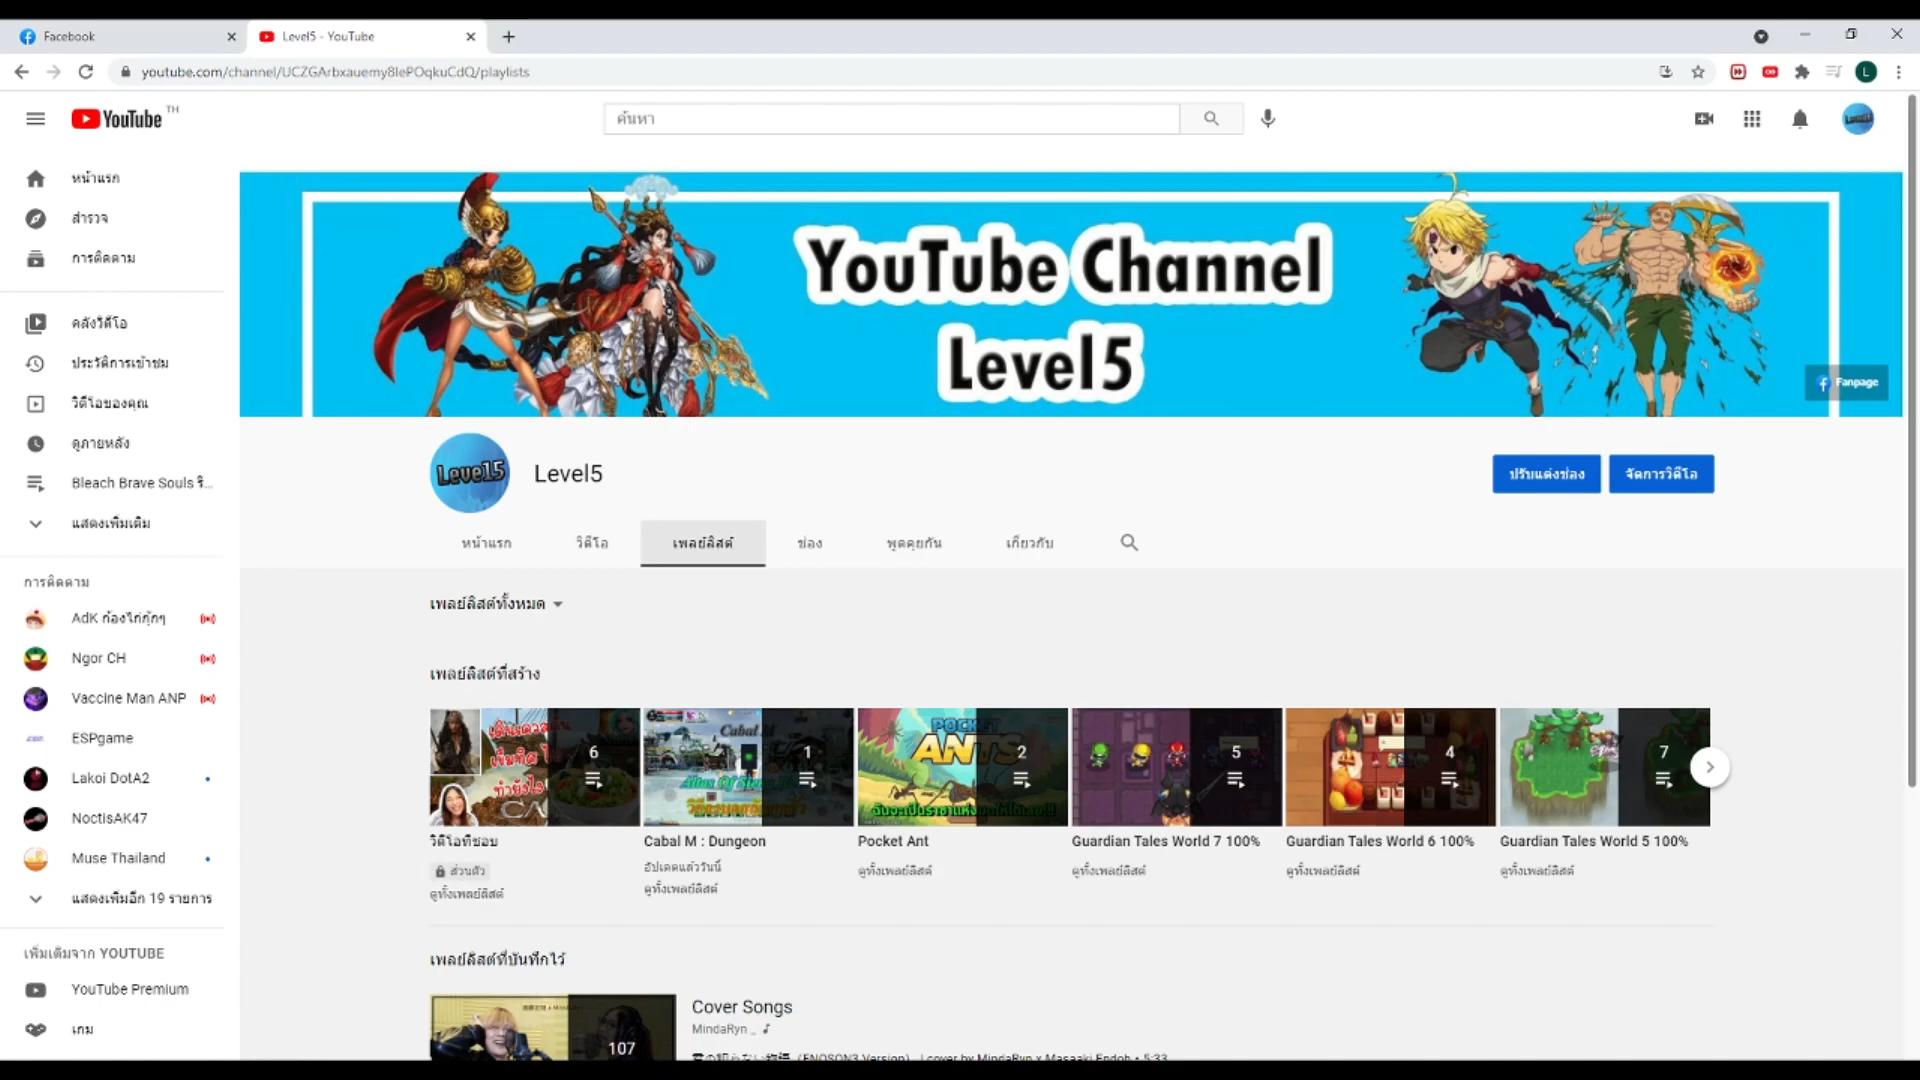 Facebook
Level5 - YouTube
youtube.com/channel/UCZGArbxauemy8IePOqkuCdQ/playlists
L
YouTube TH
ค้นหา
หน้าแรก
สำรวจ
การติดตาม
คลังวิดีโอ
ประวัติการเข้าชม
วิดีโอของคุณ
ดูภายหลัง
Bleach Brave Souls ริ...
แสดงเพิ่มเติม
การติดตาม
AdK ก้องไก่กุ๊กๆ
Ngor CH
Vaccine Man ANP
ESPgame
Lakoi DotA2
NoctisAK47
Muse Thailand
แสดงเพิ่มอีก 19 รายการ
เพิ่มเติมจาก YOUTUBE
YouTube Premium
เกม
YouTube Channel
Level5
Fanpage
Level5
Level5
ปรับแต่งช่อง
จัดการวิดีโอ
หน้าแรก
วิดีโอ
เพลย์ลิสต์
ช่อง
พูดคุยกัน
เกี่ยวกับ
เพลย์ลิสต์ทั้งหมด
เพลย์ลิสต์ที่สร้าง
6
วิดีโอที่ชอบ
ส่วนตัว
ดูทั้งเพลย์ลิสต์
Cabal M
1
Cabal M : Dungeon
อัปเดตแล้ววันนี้
ดูทั้งเพลย์ลิสต์
POCKET
ANTS
2
Pocket Ant
ดูทั้งเพลย์ลิสต์
5
Guardian Tales World 7 100%
ดูทั้งเพลย์ลิสต์
4
Guardian Tales World 6 100%
ดูทั้งเพลย์ลิสต์
7
Guardian Tales World 5 100%
ดูทั้งเพลย์ลิสต์
เพลย์ลิสต์ที่บันทึกไว้
107
Cover Songs
MindaRyn _ ♪
(ENOSON3 Version) | cover by MindaRyn x Masaaki Endoh • 5:33